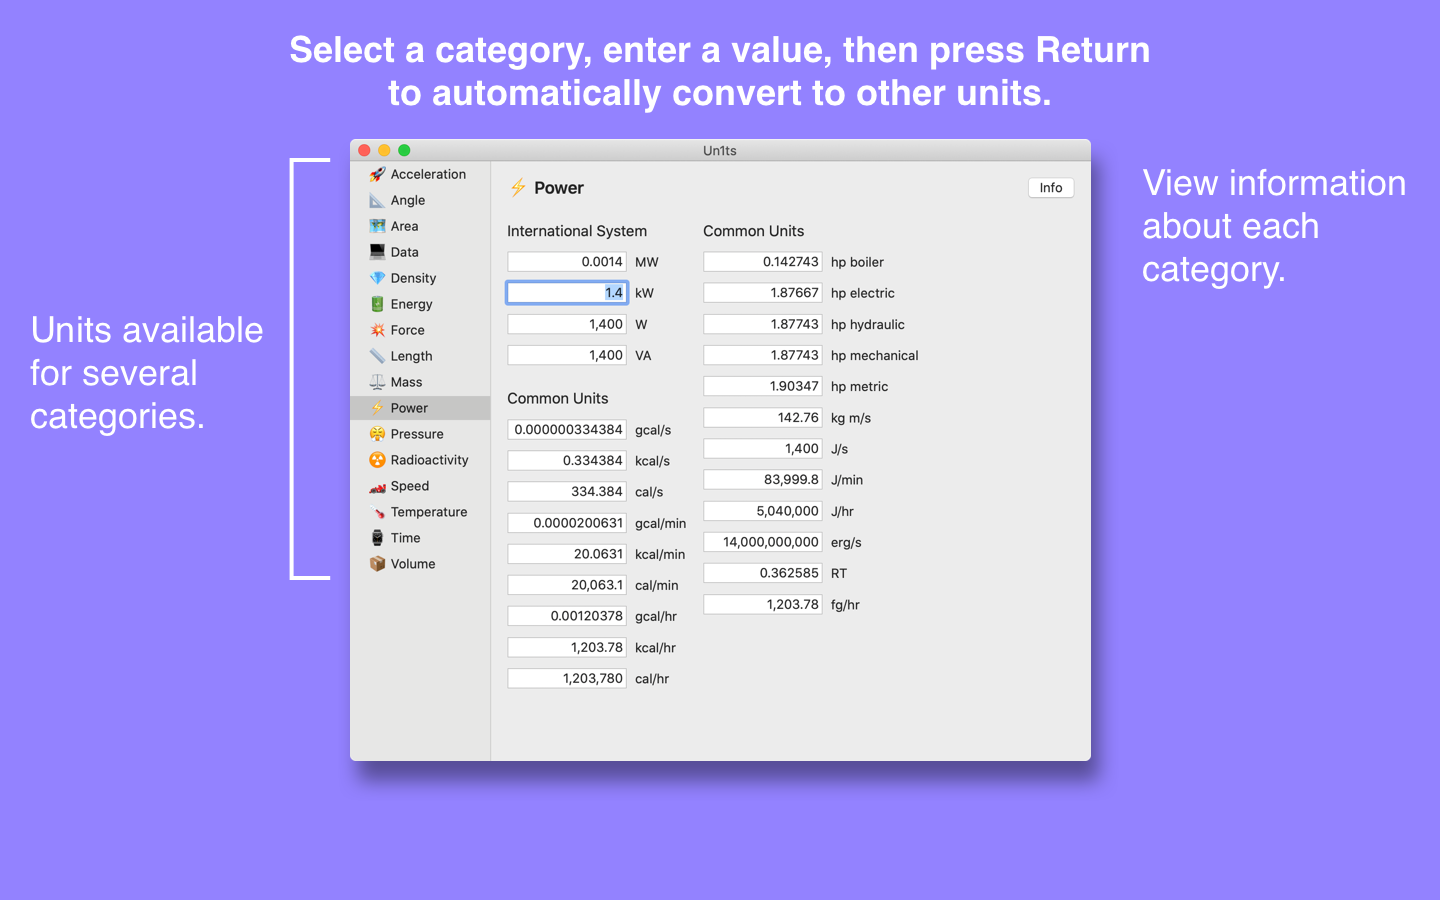 Select a category, enter a value, then press Return
to automatically convert to other units.
Units available
for several
categories.
View information
about each
category.
Un1ts
Acceleration
Angle
Area
Data
Density
Energy
Force
Length
Mass
Power
Pressure
Radioactivity
Speed
Temperature
Time
Volume
Power
Info
International System
0.0014 MW
1.4 kW
1,400 W
1,400 VA
Common Units
0.000000334384 gcal/s
0.334384 kcal/s
334.384 cal/s
0.0000200631 gcal/min
20.0631 kcal/min
20,063.1 cal/min
0.00120378 gcal/hr
1,203.78 kcal/hr
1,203,780 cal/hr
Common Units
0.142743 hp boiler
1.87667 hp electric
1.87743 hp hydraulic
1.87743 hp mechanical
1.90347 hp metric
142.76 kg m/s
1,400 J/s
83,999.8 J/min
5,040,000 J/hr
14,000,000,000 erg/s
0.362585 RT
1,203.78 fg/hr